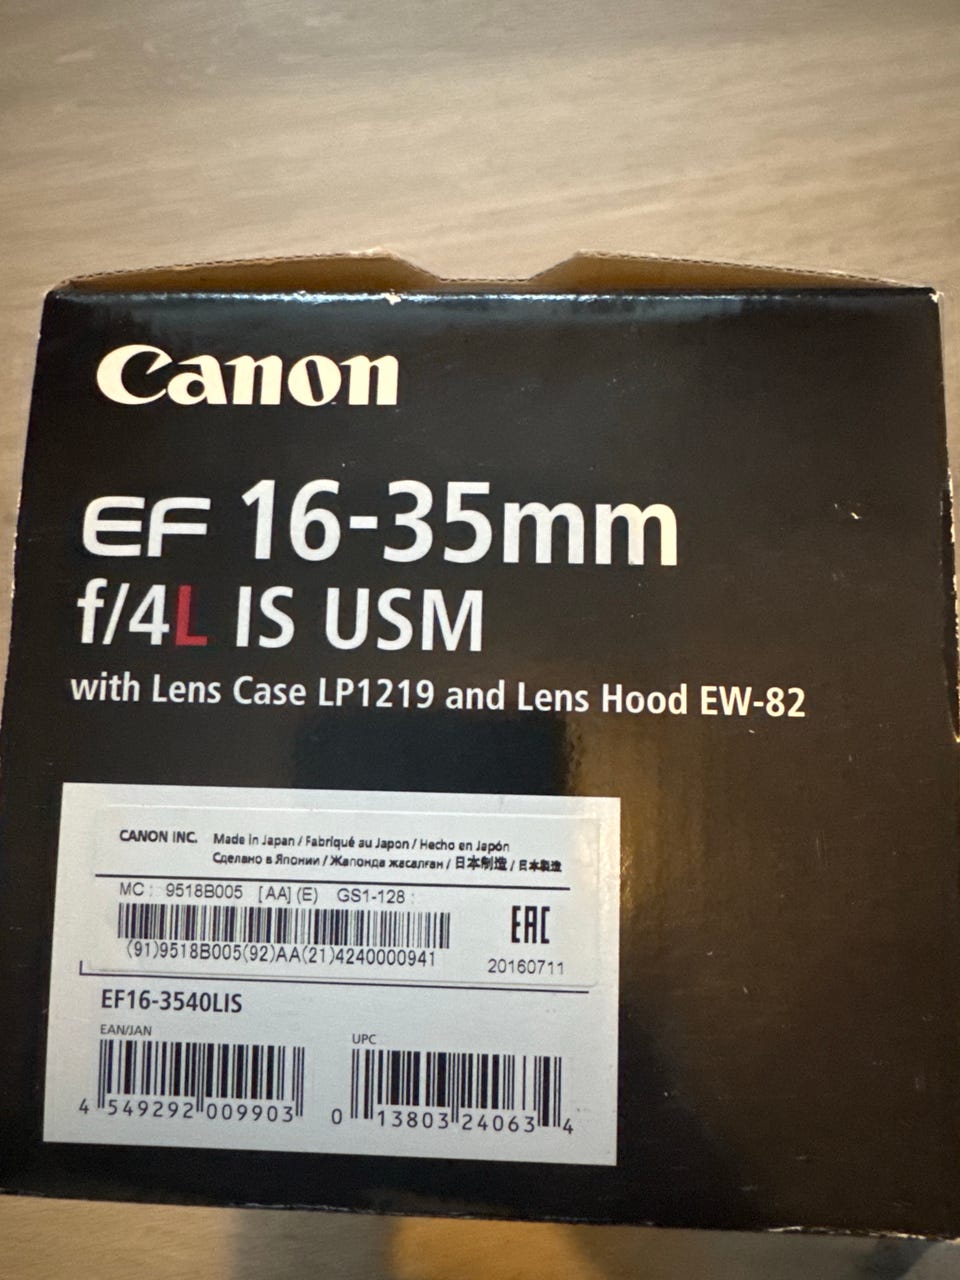 Canon
EF 16-35mm
f/4L IS USM
with Lens Case LP1219 and Lens Hood EW-82
CANON INC. Made in Japan / Fabriqué au Japon / Hecho en Japón
Сделано в Японии / Жапонда жасалған / 日本制造 / 日本製造
MC : 9518B005 [AA] (E) GS1-128 :
(91)9518B005(92)AA(21)4240000941
EAC
20160711
EF16-3540LIS
EAN/JAN
4 549292 009903
UPC
0 13803 24063 4